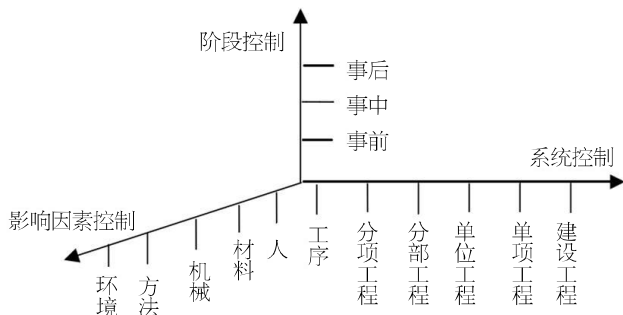 阶段控制
事后
事中
事前
系统控制
影响因素控制
环境
方法
机械
材料
人
工序
分项工程
分部工程
单位工程
单项工程
建设工程